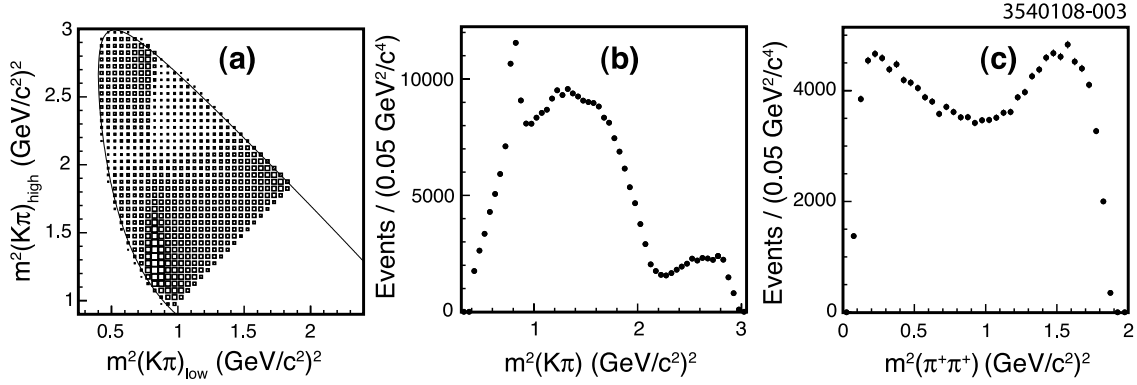 3540108-003
(a)
m²(Kπ)high (GeV/c²)²
3
2.5
2
1.5
1
0.5
1
1.5
2
m²(Kπ)low (GeV/c²)²
(b)
Events / (0.05 GeV²/c⁴)
10000
5000
0
1
2
3
m²(Kπ) (GeV/c²)²
(c)
Events / (0.05 GeV²/c⁴)
4000
2000
0
0
0.5
1
1.5
2
m²(π⁺π⁺) (GeV/c²)²